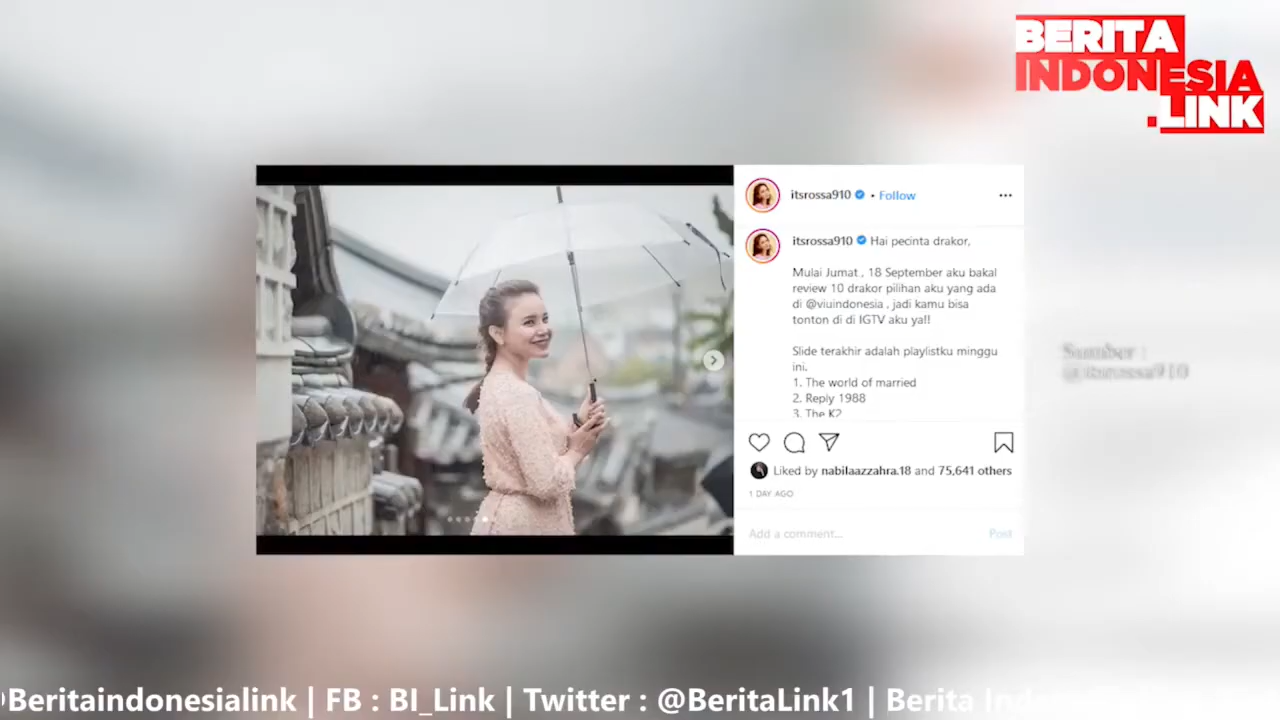 BERITA
INDONESIA
.LINK
itsrossa910 • Follow
itsrossa910 Hai pecinta drakor,
Mulai Jumat , 18 September aku bakal
review 10 drakor pilihan aku yang ada
di @viuindonesia , jadi kamu bisa
tonton di di IGTV aku ya!!
Slide terakhir adalah playlistku minggu
ini.
1. The world of married
2. Reply 1988
3. The K2
Liked by nabilaazzahra.18 and 75,641 others
1 DAY AGO
Add a comment...
Post
Sumber :
@itsrossa910
@Beritaindonesialink | FB : BI_Link | Twitter : @BeritaLink1 | Berita